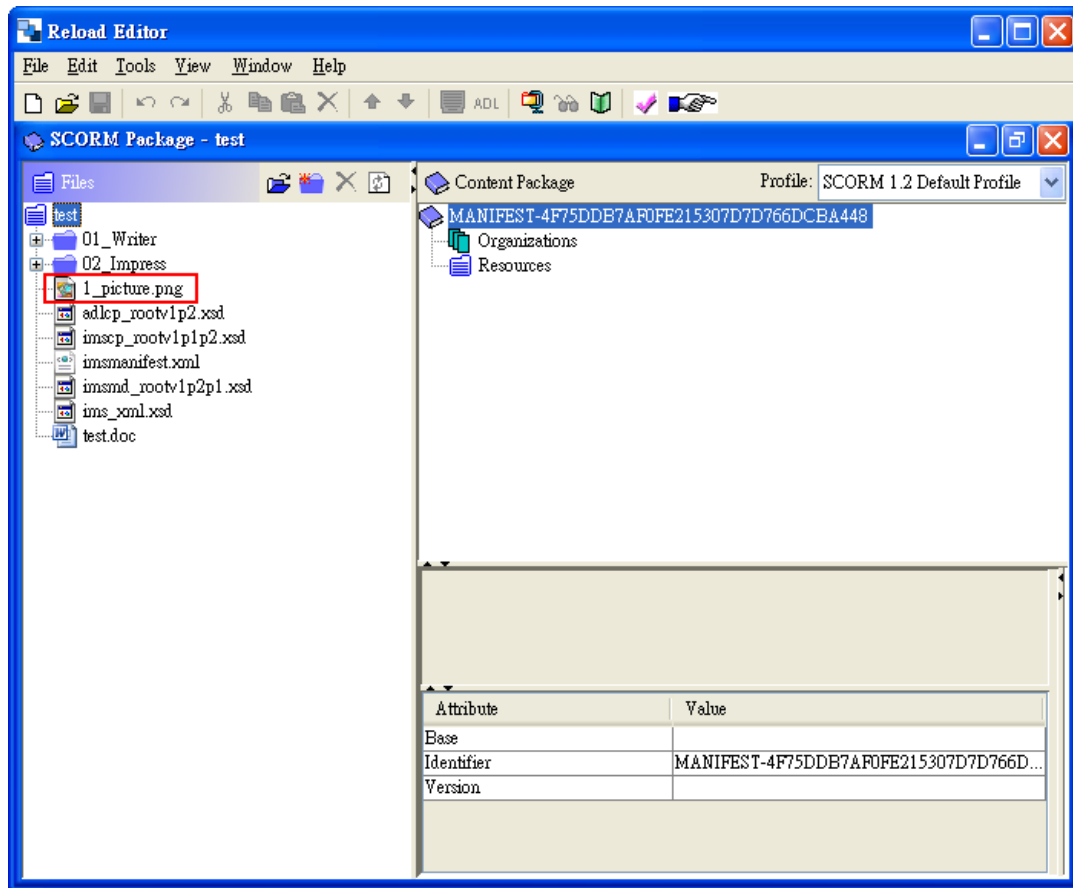 Reload Editor
File Edit Tools View Window Help
ADL
SCORM Package - test
Files
test
01_Writer
02_Impress
1_picture.png
adlcp_rootv1p2.xsd
imscp_rootv1p1p2.xsd
imsmanifest.xml
imsmd_rootv1p2p1.xsd
ims_xml.xsd
test.doc
Content Package Profile: SCORM 1.2 Default Profile
MANIFEST-4F75DDB7AF0FE215307D7D766DCBA448
Organizations
Resources
Attribute Value
Base
Identifier MANIFEST-4F75DDB7AF0FE215307D7D766D...
Version